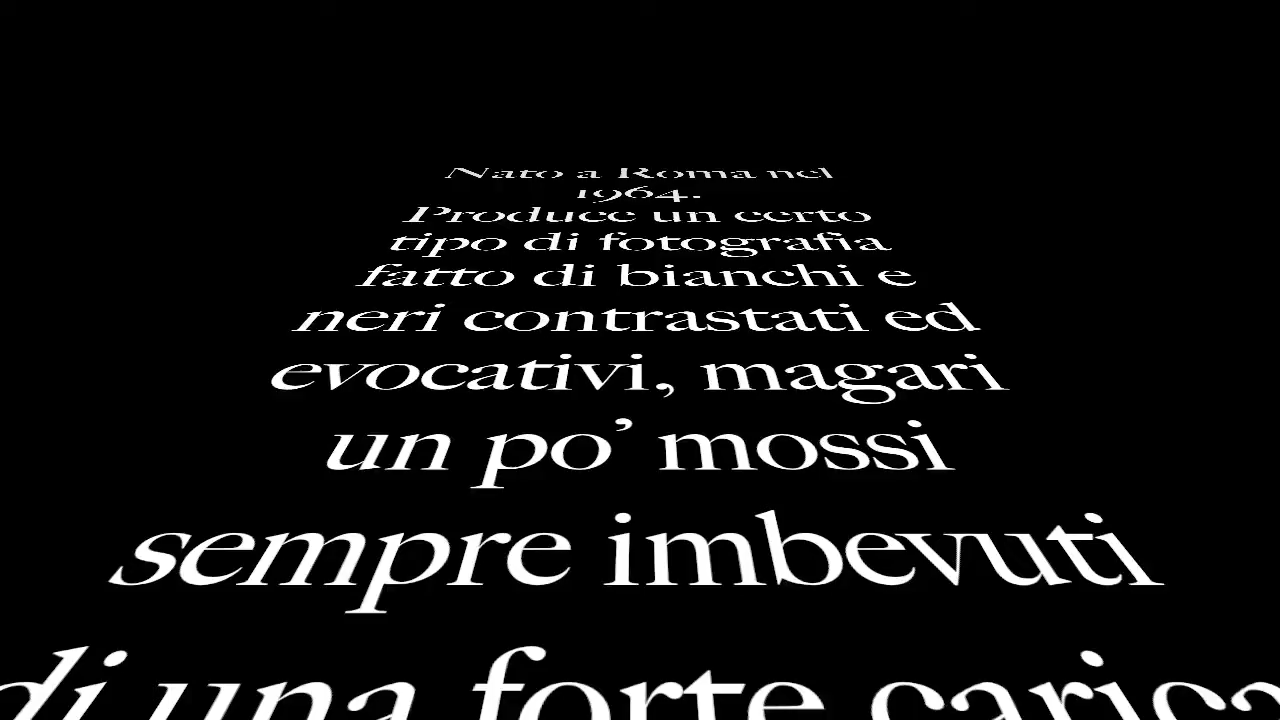 Nato a Roma nel
1964.
Produce un certo
tipo di fotografia
fatto di bianchi e
neri contrastati ed
evocativi, magari
un po’ mossi
sempre imbevuti
di una forte carica